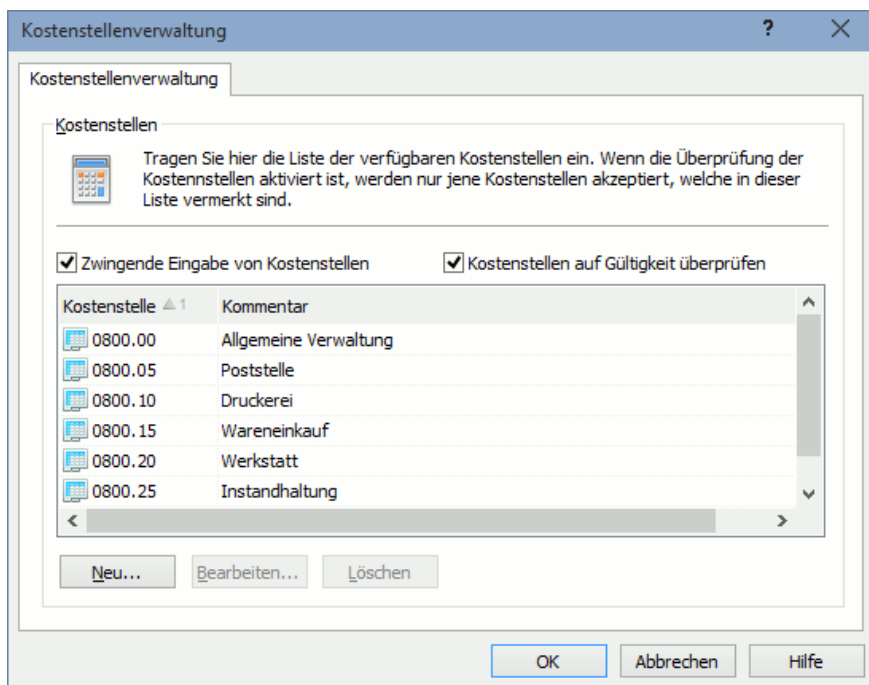 Kostenstellenverwaltung ?
Kostenstellenverwaltung
Kostenstellen
Tragen Sie hier die Liste der verfügbaren Kostenstellen ein. Wenn die Überprüfung der
Kostennstellen aktiviert ist, werden nur jene Kostenstellen akzeptiert, welche in dieser
Liste vermerkt sind.
Zwingende Eingabe von Kostenstellen Kostenstellen auf Gültigkeit überprüfen
Kostenstelle 1 Kommentar
0800.00 Allgemeine Verwaltung
0800.05 Poststelle
0800.10 Druckerei
0800.15 Wareneinkauf
0800.20 Werkstatt
0800.25 Instandhaltung
Neu... Bearbeiten... Löschen
OK Abbrechen Hilfe